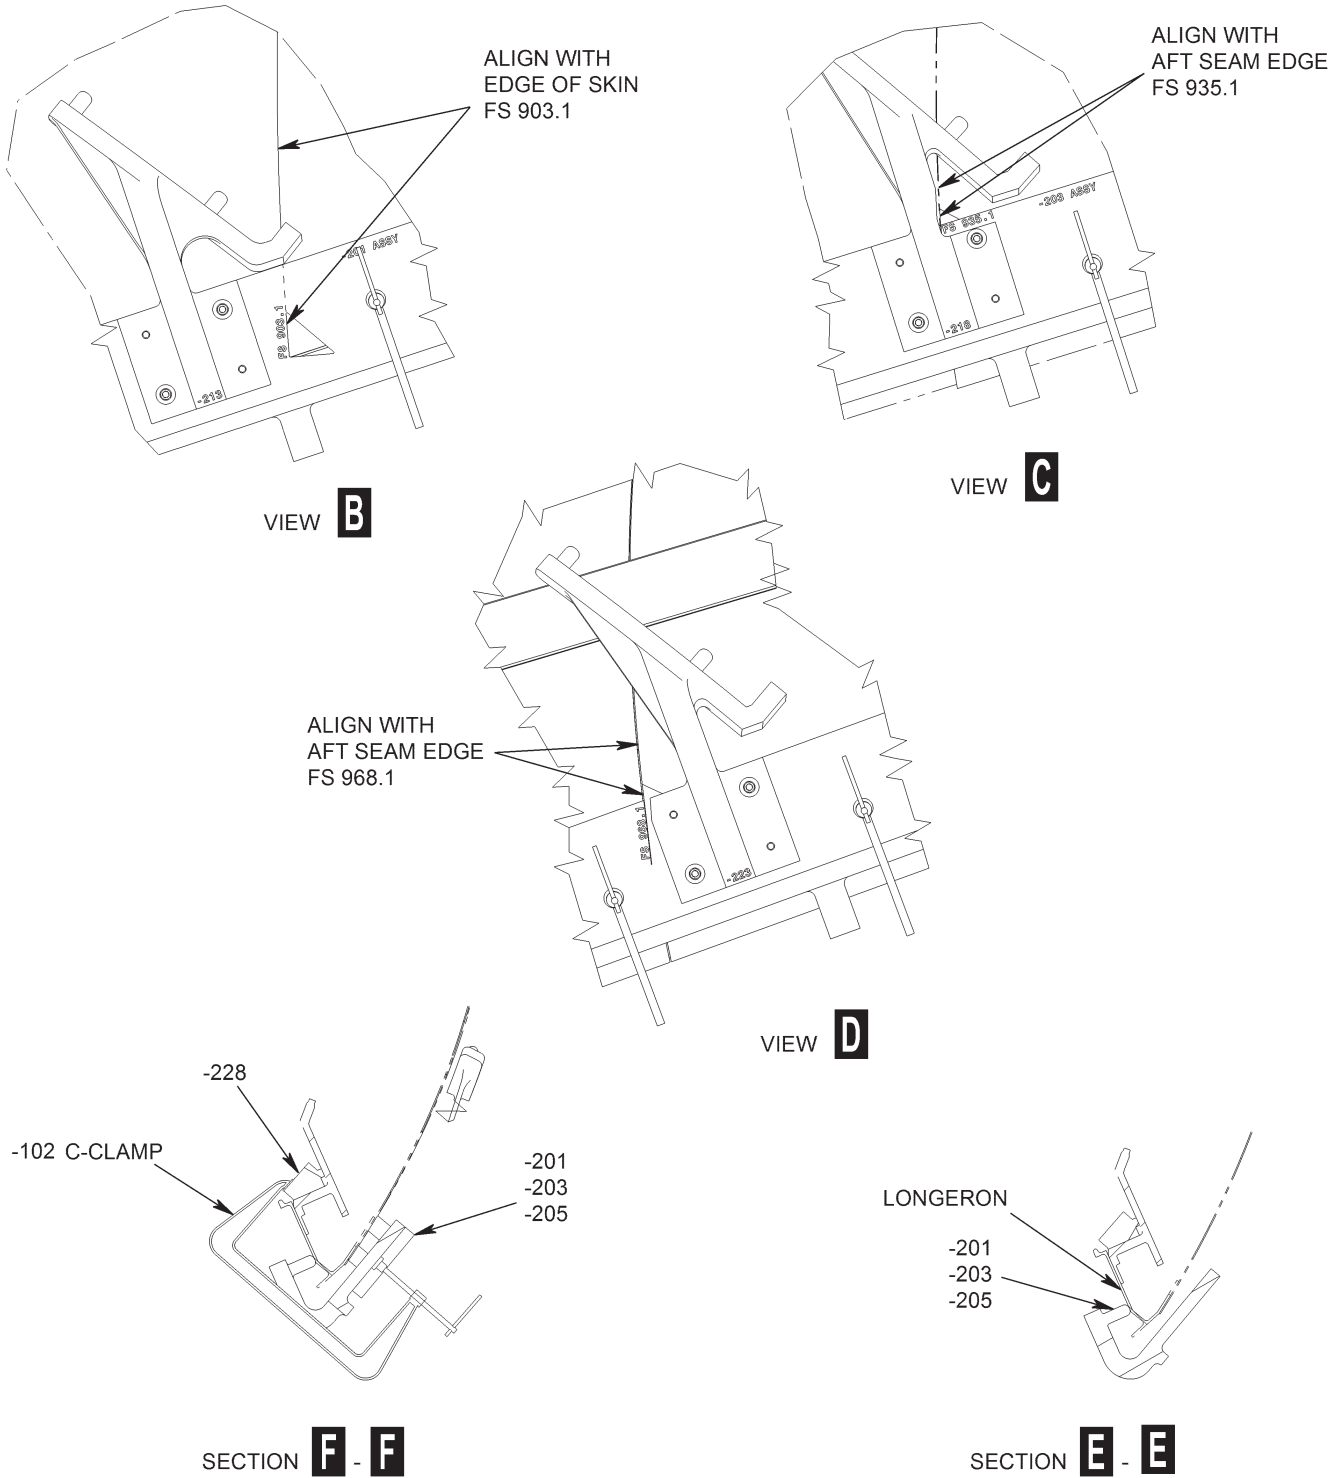 ALIGN WITH
EDGE OF SKIN
FS 903.1
-201 ASSY
FS 903.1
-213
VIEW B
ALIGN WITH
AFT SEAM EDGE
FS 935.1
-203 ASSY
FS 935.1
-218
VIEW C
ALIGN WITH
AFT SEAM EDGE
FS 968.1
FS 968.1
-223
VIEW D
-228
-102 C-CLAMP
-201
-203
-205
SECTION F - F
LONGERON
-201
-203
-205
SECTION E - E